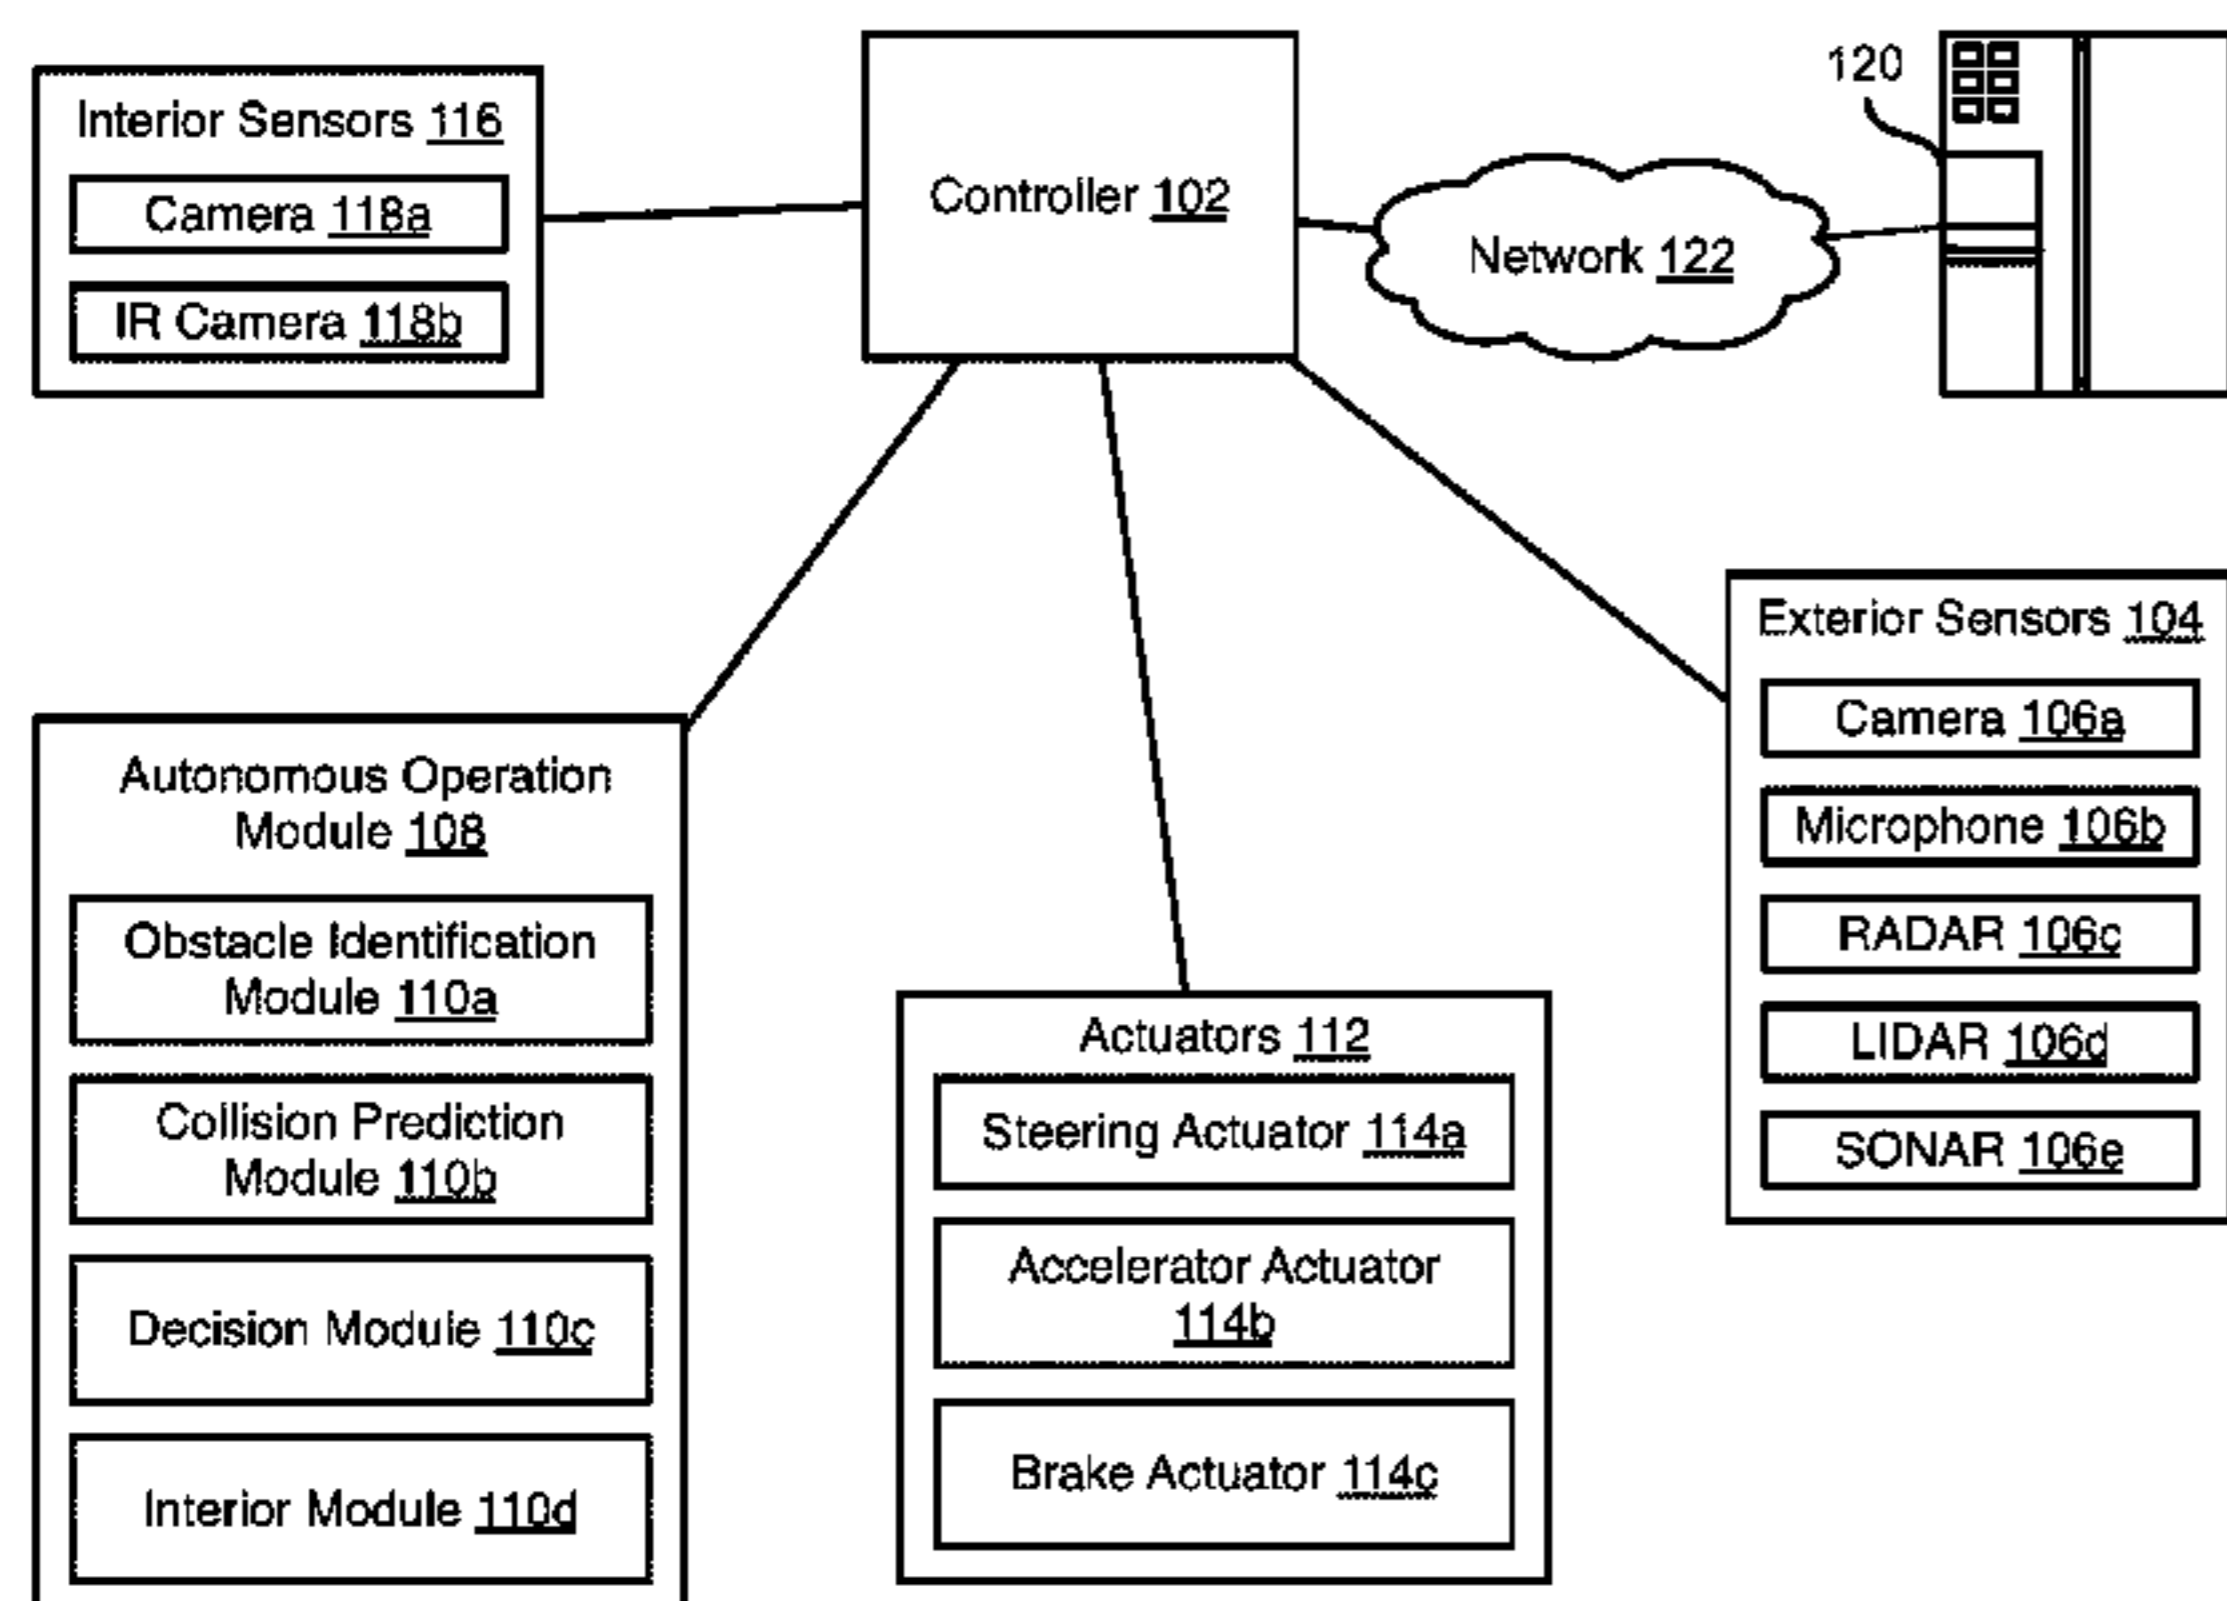 Interior Sensors 116
Camera 118a
IR Camera 118b
Controller 102
Network 122
120
Exterior Sensors 104
Camera 106a
Microphone 106b
RADAR 106c
LIDAR 106d
SONAR 106e
Autonomous Operation
Module 108
Obstacle Identification
Module 110a
Collision Prediction
Module 110b
Decision Module 110c
Interior Module 110d
Actuators 112
Steering Actuator 114a
Accelerator Actuator
114b
Brake Actuator 114c